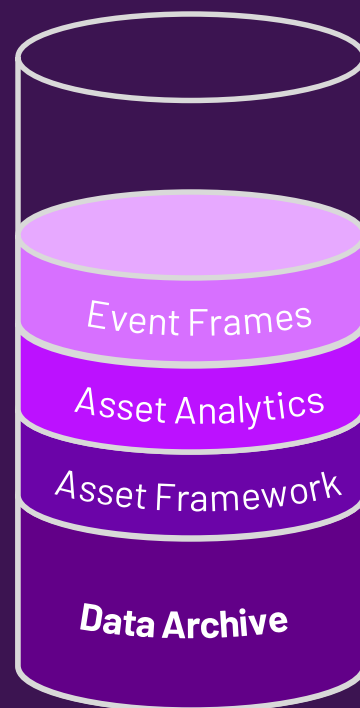 Event Frames
Asset Analytics
Asset Framework
Data Archive